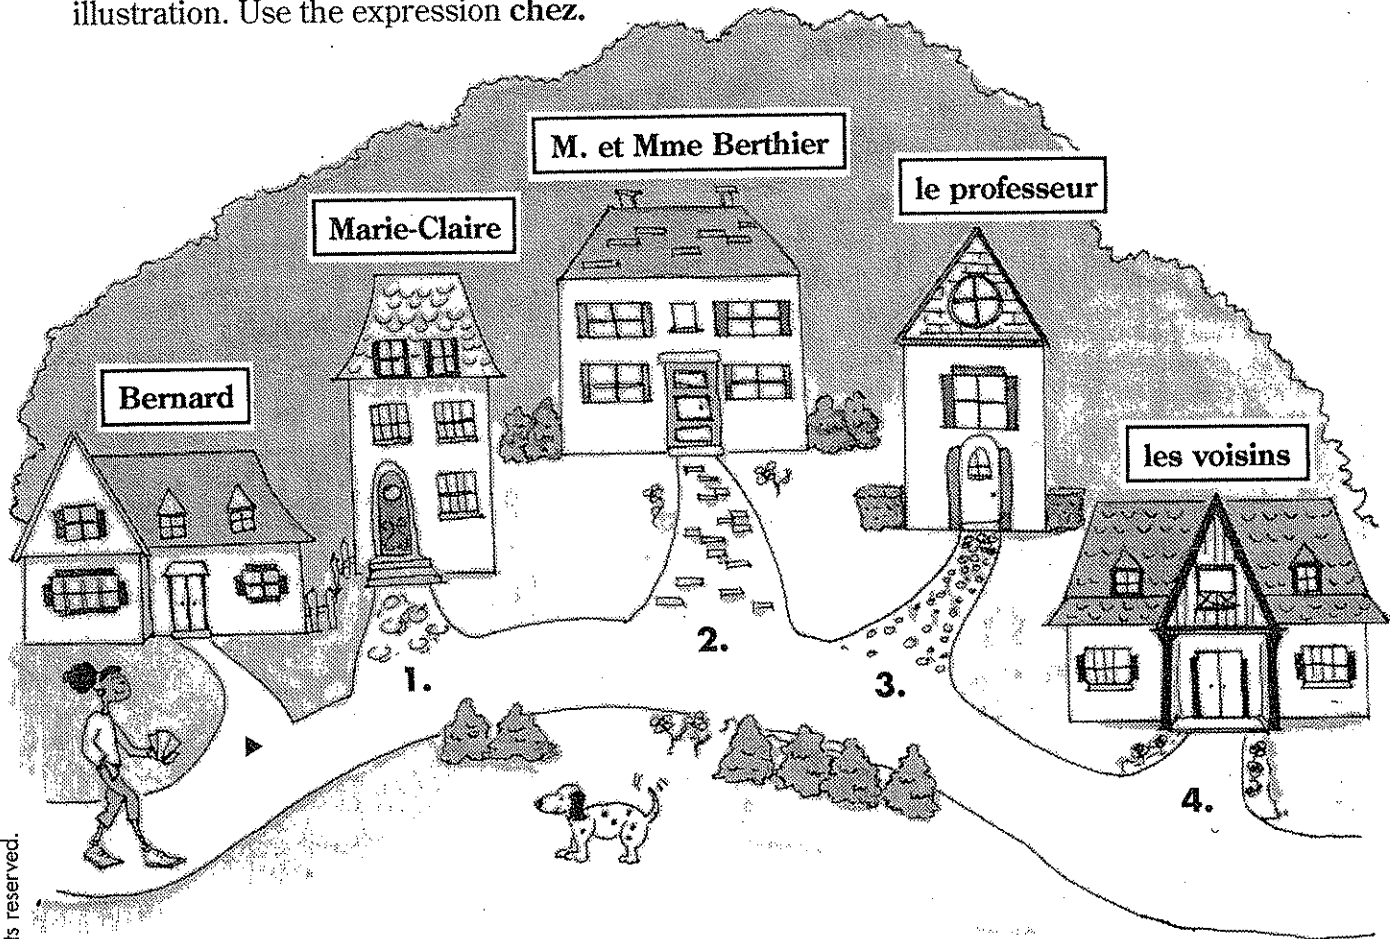 illustration. Use the expression chez.
M. et Mme Berthier
le professeur
Marie-Claire
Bernard
les voisins
1.
2.
3.
4.
ts reserved.